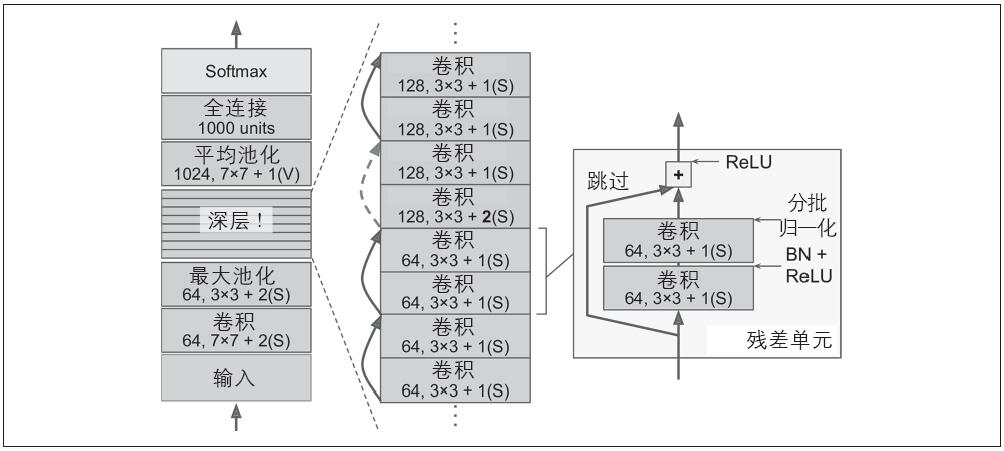 Softmax
全连接
1000 units
平均池化
1024, 7×7 + 1(V)
深层！
最大池化
64, 3×3 + 2(S)
卷积
64, 7×7 + 2(S)
输入
卷积
128, 3×3 + 1(S)
卷积
128, 3×3 + 1(S)
卷积
128, 3×3 + 1(S)
卷积
128, 3×3 + 2(S)
卷积
64, 3×3 + 1(S)
卷积
64, 3×3 + 1(S)
卷积
64, 3×3 + 1(S)
卷积
64, 3×3 + 1(S)
+
ReLU
跳过
分批
归一化
卷积
64, 3×3 + 1(S)
BN +
ReLU
卷积
64, 3×3 + 1(S)
残差单元